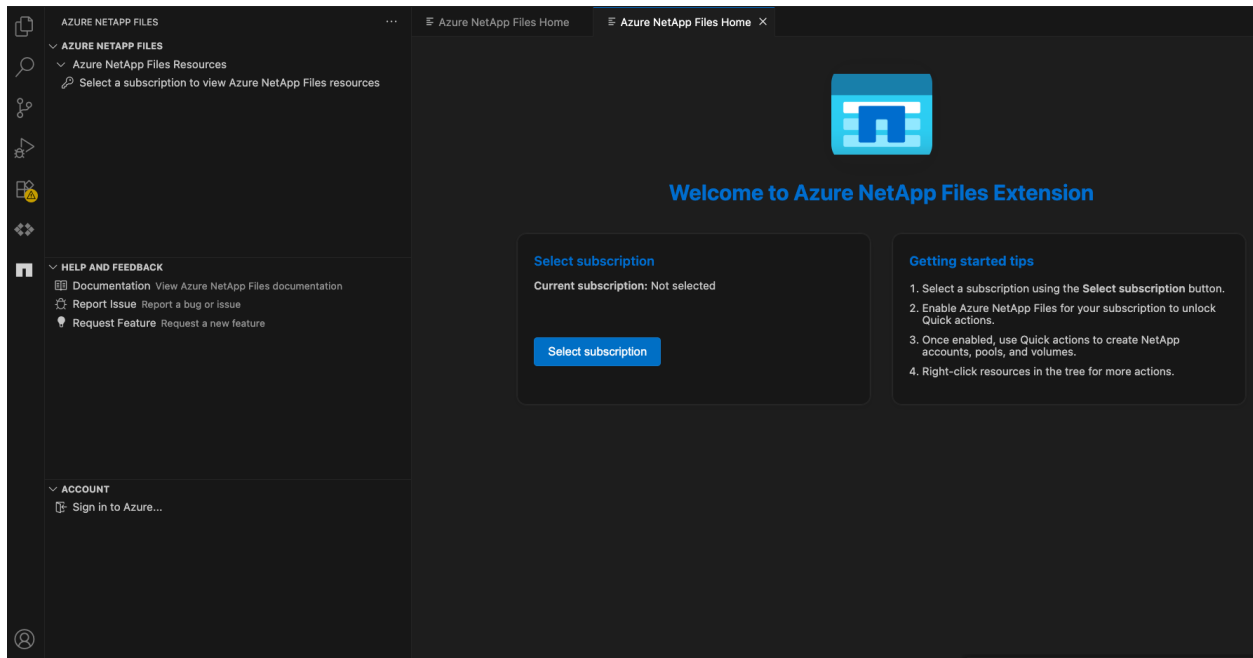 AZURE NETAPP FILES
Azure NetApp Files Home
Azure NetApp Files Home
AZURE NETAPP FILES
Azure NetApp Files Resources
Select a subscription to view Azure NetApp Files resources
HELP AND FEEDBACK
Documentation View Azure NetApp Files documentation
Report Issue Report a bug or issue
Request Feature Request a new feature
ACCOUNT
Sign in to Azure...
Welcome to Azure NetApp Files Extension
Select subscription
Current subscription: Not selected
Select subscription
Getting started tips
1. Select a subscription using the Select subscription button.
2. Enable Azure NetApp Files for your subscription to unlock
Quick actions.
3. Once enabled, use Quick actions to create NetApp
accounts, pools, and volumes.
4. Right-click resources in the tree for more actions.